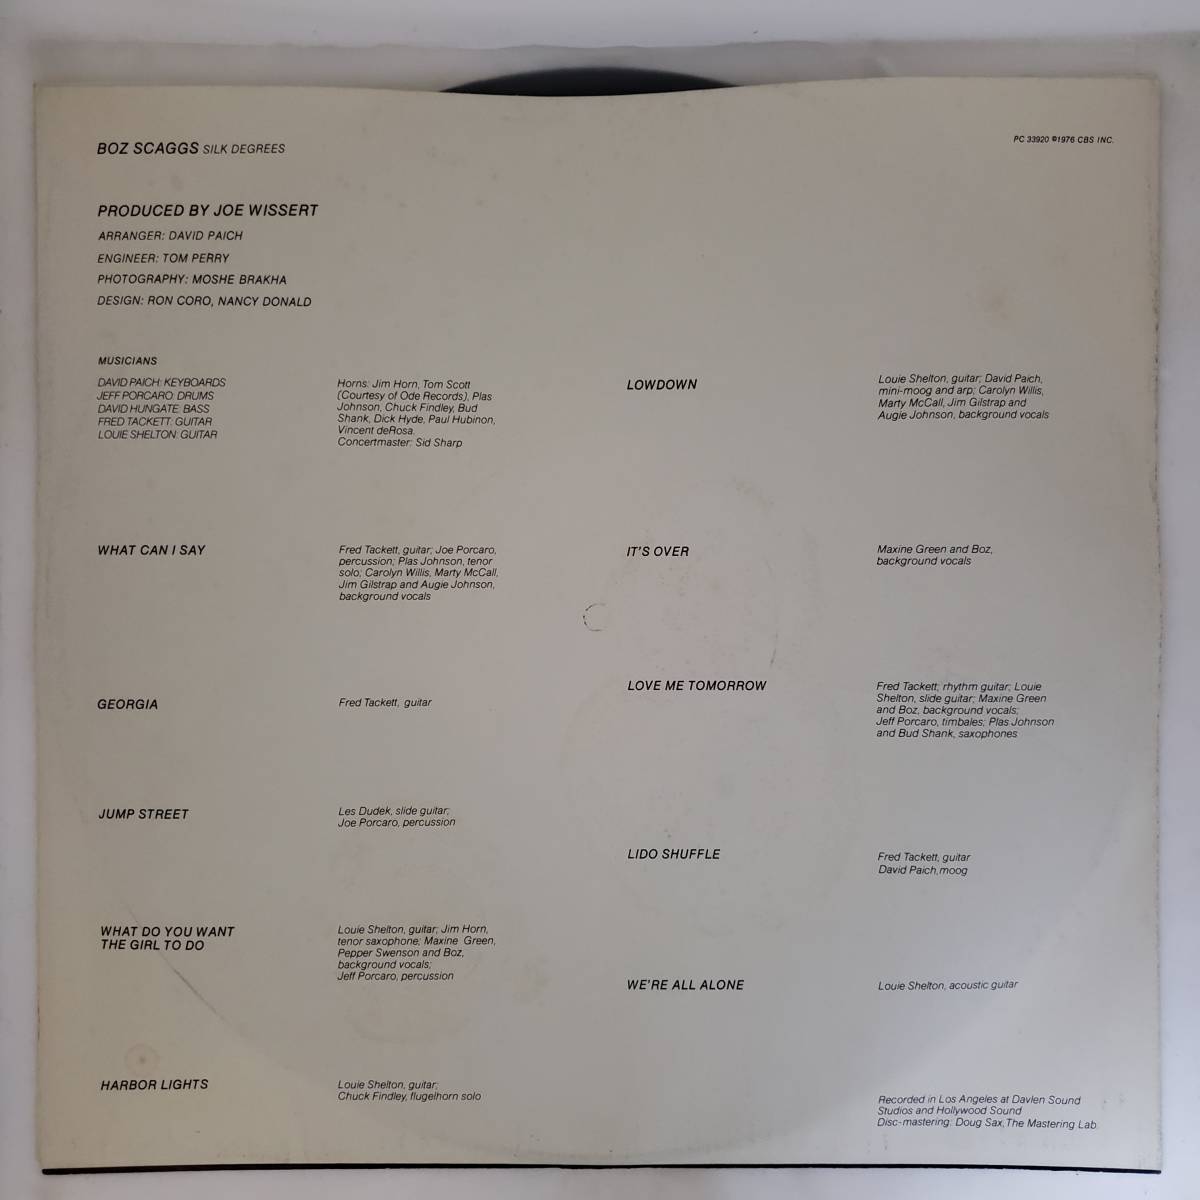 BOZ SCAGGS SILK DEGREES
PC 33920 ©1976 CBS INC.
PRODUCED BY JOE WISSERT
ARRANGER: DAVID PAICH
ENGINEER: TOM PERRY
PHOTOGRAPHY: MOSHE BRAKHA
DESIGN: RON CORO, NANCY DONALD
MUSICIANS
DAVID PAICH: KEYBOARDS
JEFF PORCARO: DRUMS
DAVID HUNGATE: BASS
FRED TACKETT: GUITAR
LOUIE SHELTON: GUITAR
Horns: Jim Horn, Tom Scott
(Courtesy of Ode Records), Plas
Johnson, Chuck Findley, Bud
Shank, Dick Hyde, Paul Hubinon,
Vincent deRosa.
Concertmaster: Sid Sharp
WHAT CAN I SAY
Fred Tackett, guitar; Joe Porcaro,
percussion; Plas Johnson, tenor
solo; Carolyn Willis, Marty McCall,
Jim Gilstrap and Augie Johnson,
background vocals
GEORGIA
Fred Tackett, guitar
JUMP STREET
Les Dudek, slide guitar;
Joe Porcaro, percussion
WHAT DO YOU WANT
THE GIRL TO DO
Louie Shelton, guitar; Jim Horn,
tenor saxophone; Maxine Green,
Pepper Swenson and Boz,
background vocals;
Jeff Porcaro, percussion
HARBOR LIGHTS
Louie Shelton, guitar;
Chuck Findley, flugelhorn solo
LOWDOWN
Louie Shelton, guitar; David Paich,
mini-moog and arp; Carolyn Willis,
Marty McCall, Jim Gilstrap and
Augie Johnson, background vocals
IT'S OVER
Maxine Green and Boz,
background vocals
LOVE ME TOMORROW
Fred Tackett, rhythm guitar; Louie
Shelton, slide guitar; Maxine Green
and Boz, background vocals;
Jeff Porcaro, timbales; Plas Johnson
and Bud Shank, saxophones
LIDO SHUFFLE
Fred Tackett, guitar
David Paich, moog
WE'RE ALL ALONE
Louie Shelton, acoustic guitar
Recorded in Los Angeles at Davlen Sound
Studios and Hollywood Sound
Disc-mastering: Doug Sax, The Mastering Lab.